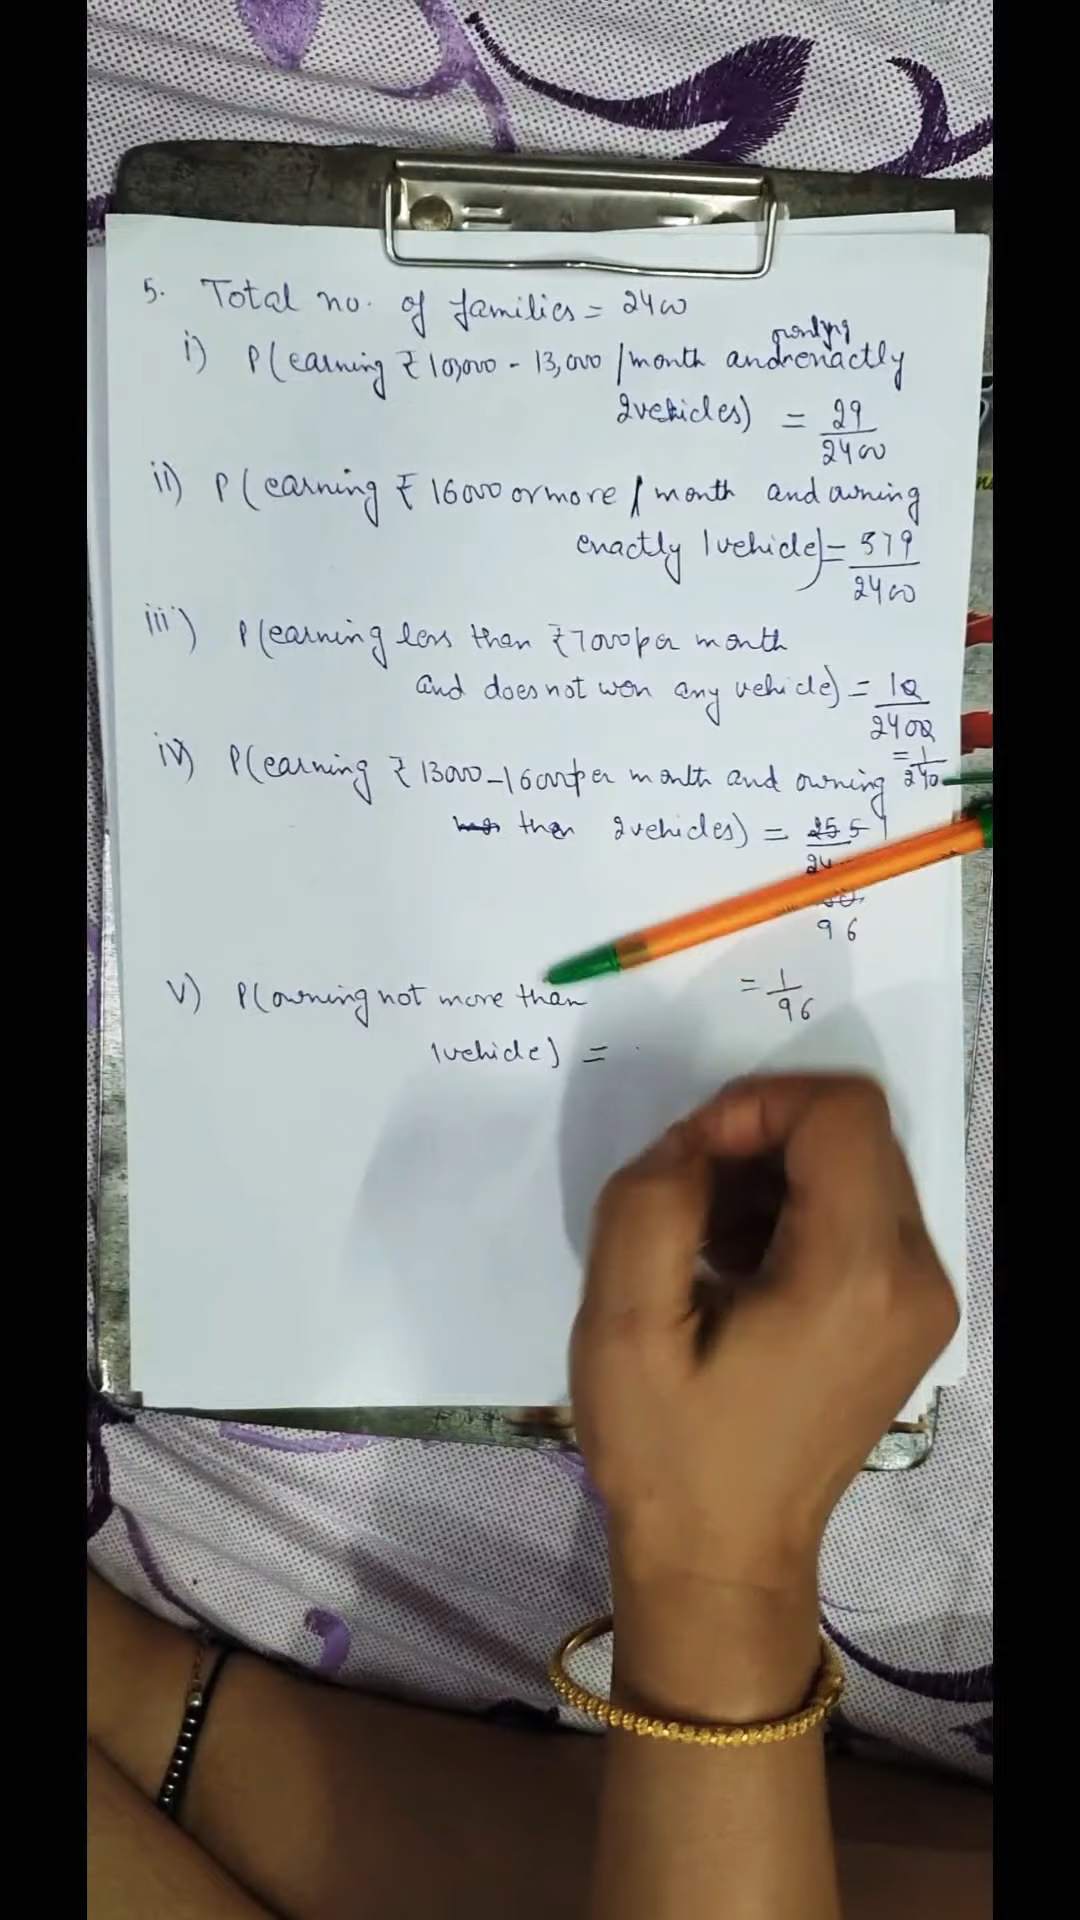 5. Total no. of families = 2400
i) P(earning ₹10,000 - 13,000 /month and exactly
2vehicles) = 29/2400
ii) P(earning ₹ 16000 or more / month and owning
exactly 1vehicle) = 579/2400
iii) P(earning less than ₹7000 per month
and does not won any vehicle) = 10/2400
= 1/240
iv) P(earning ₹13000-16000 per month and owning
than 2vehicles) = 25
96
= 1/96
v) P(owning not more than
1vehicle) =